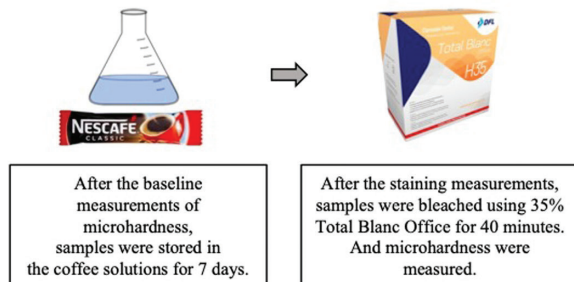 NESCAFE
CLASSIC
DFL
Total Blanc
H35
After the baseline
measurements of
microhardness,
samples were stored in
the coffee solutions for 7 days.
After the staining measurements,
samples were bleached using 35%
Total Blanc Office for 40 minutes.
And microhardness were
measured.